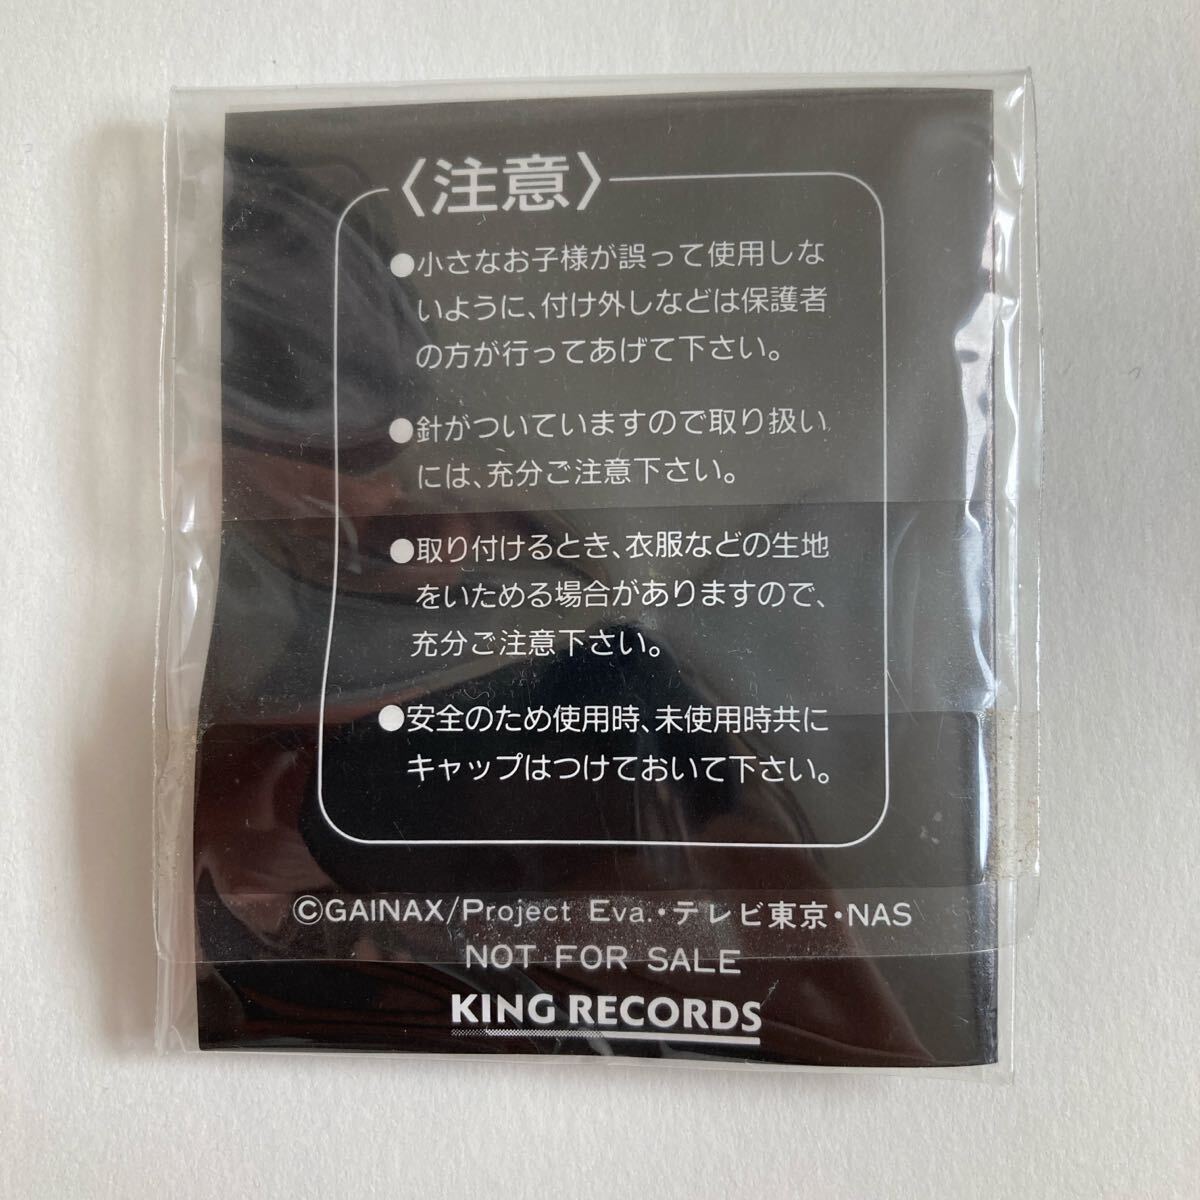 〈注意〉
●小さなお子様が誤って使用しな
いように、付け外しなどは保護者
の方が行ってあげて下さい。
●針がついていますので取り扱い
には、充分ご注意下さい。
●取り付けるとき、衣服などの生地
をいためる場合がありますので、
充分ご注意下さい。
●安全のため使用時、未使用時共に
キャップはつけておいて下さい。
©GAINAX/Project Eva.・テレビ東京・NAS
NOT FOR SALE
KING RECORDS